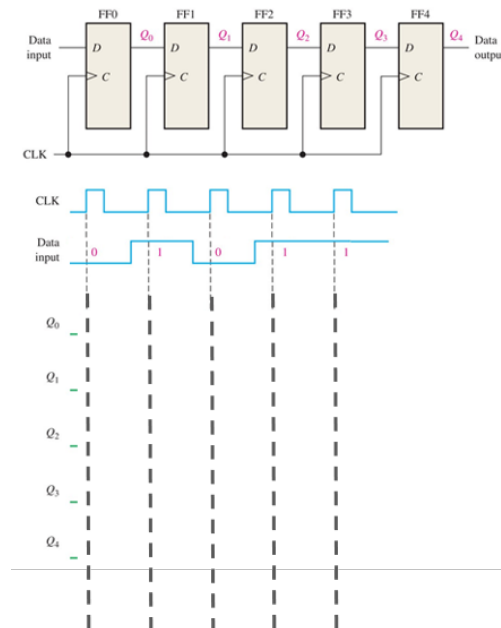 FF0 FF1 FF2 FF3 FF4
Data input D Q0 D Q1 D Q2 D Q3 D Q4 Data output
C C C C C
CLK
CLK
Data input 0 1 0 1 1
Q0
Q1
Q2
Q3
Q4